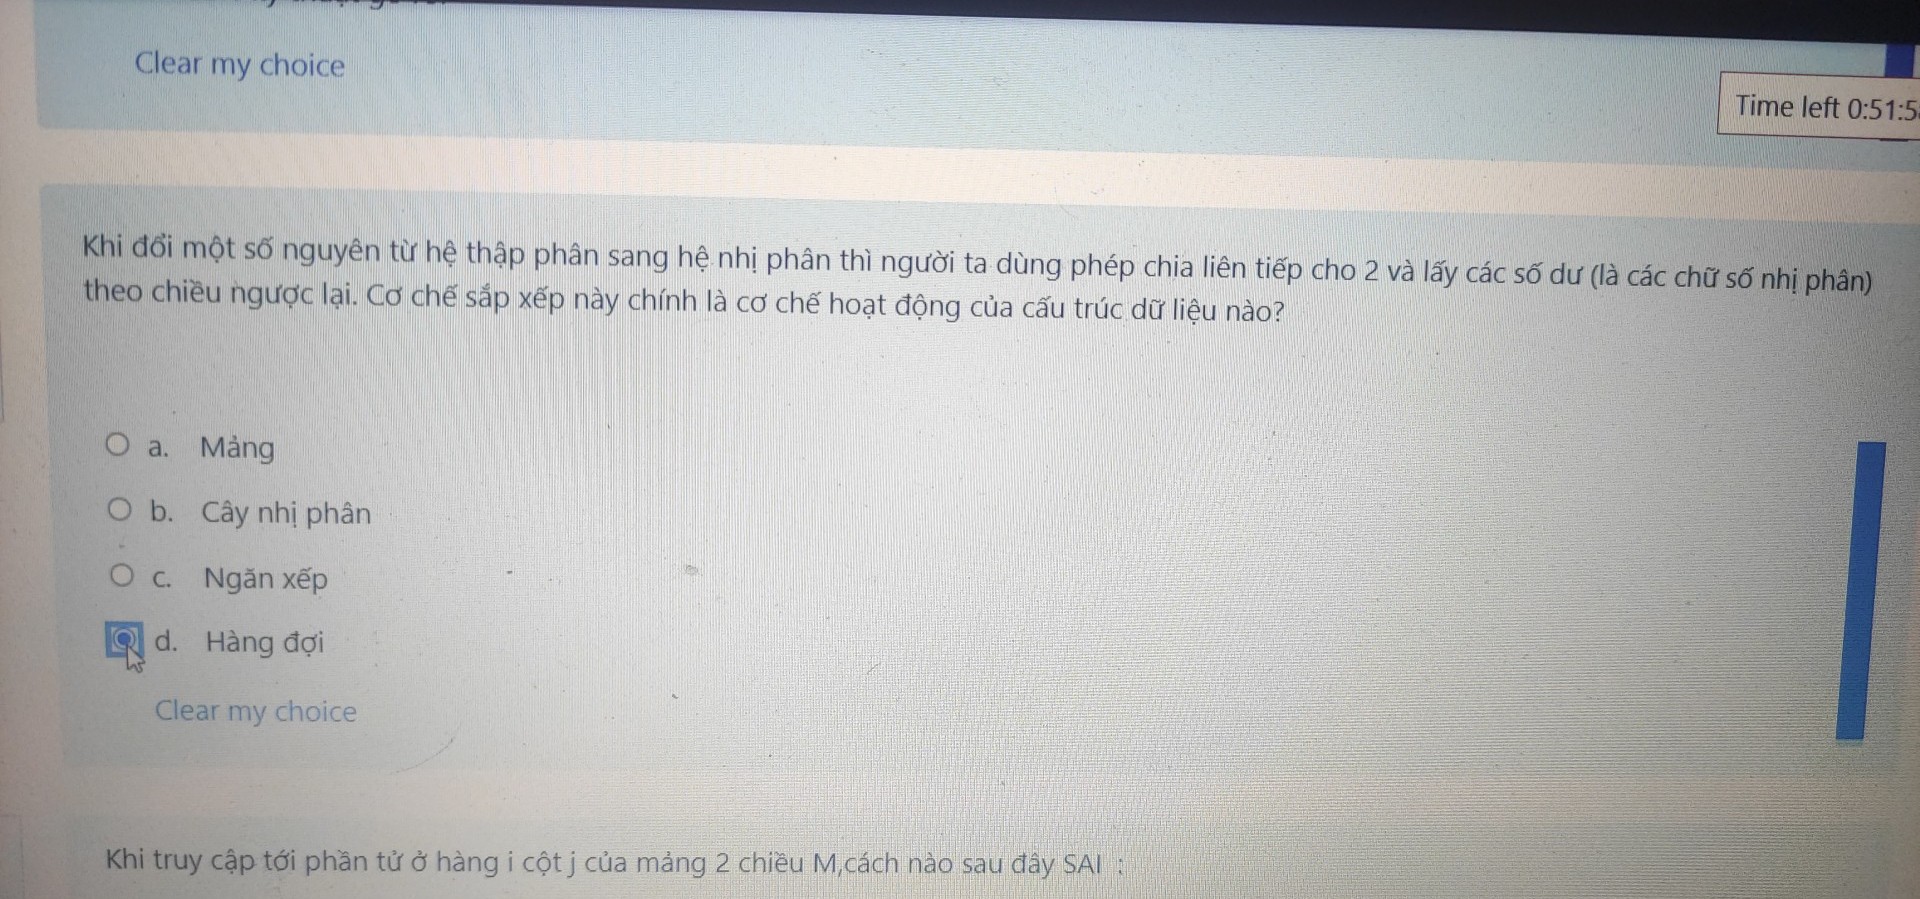 Clear my choice
Time left 0:51:5
Khi đổi một số nguyên từ hệ thập phân sang hệ nhị phân thì người ta dùng phép chia liên tiếp cho 2 và lấy các số dư (là các chữ số nhị phân)
theo chiều ngược lại. Cơ chế sắp xếp này chính là cơ chế hoạt động của cấu trúc dữ liệu nào?
a. Mảng
b. Cây nhị phân
c. Ngăn xếp
d. Hàng đợi
Clear my choice
Khi truy cập tới phần tử ở hàng i cột j của mảng 2 chiều M,cách nào sau đây SAI :